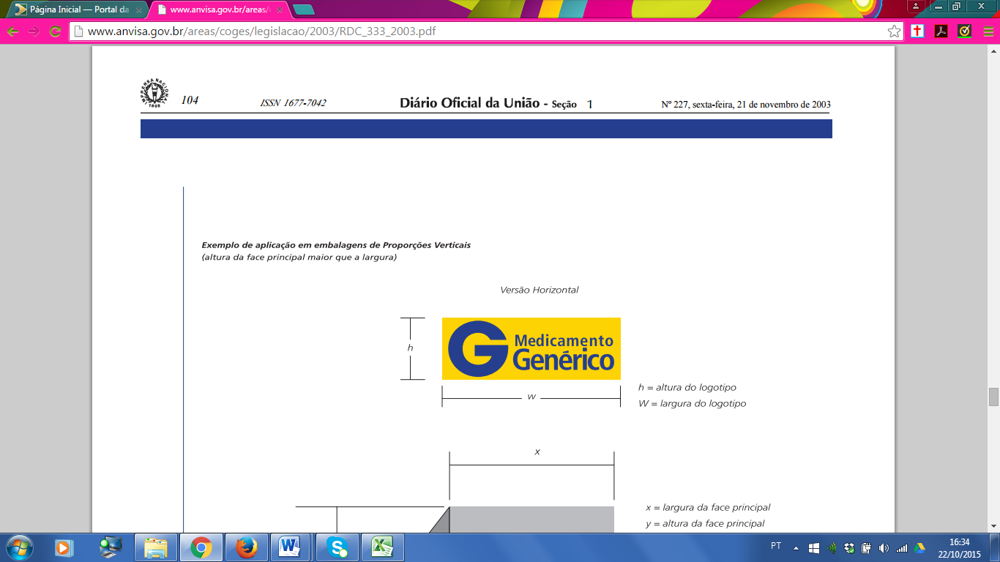 Página Inicial — Portal da
www.anvisa.gov.br/areas/
www.anvisa.gov.br/areas/coges/legislacao/2003/RDC_333_2003.pdf
IMPRENSA NACIONAL
1808
104
ISSN 1677-7042
Diário Oficial da União - Seção 1
Nº 227, sexta-feira, 21 de novembro de 2003
Exemplo de aplicação em embalagens de Proporções Verticais
(altura da face principal maior que a largura)
Versão Horizontal
h
G Medicamento
Genérico
w
h = altura do logotipo
W = largura do logotipo
x
x = largura da face principal
y = altura da face principal
PT
16:34
22/10/2015